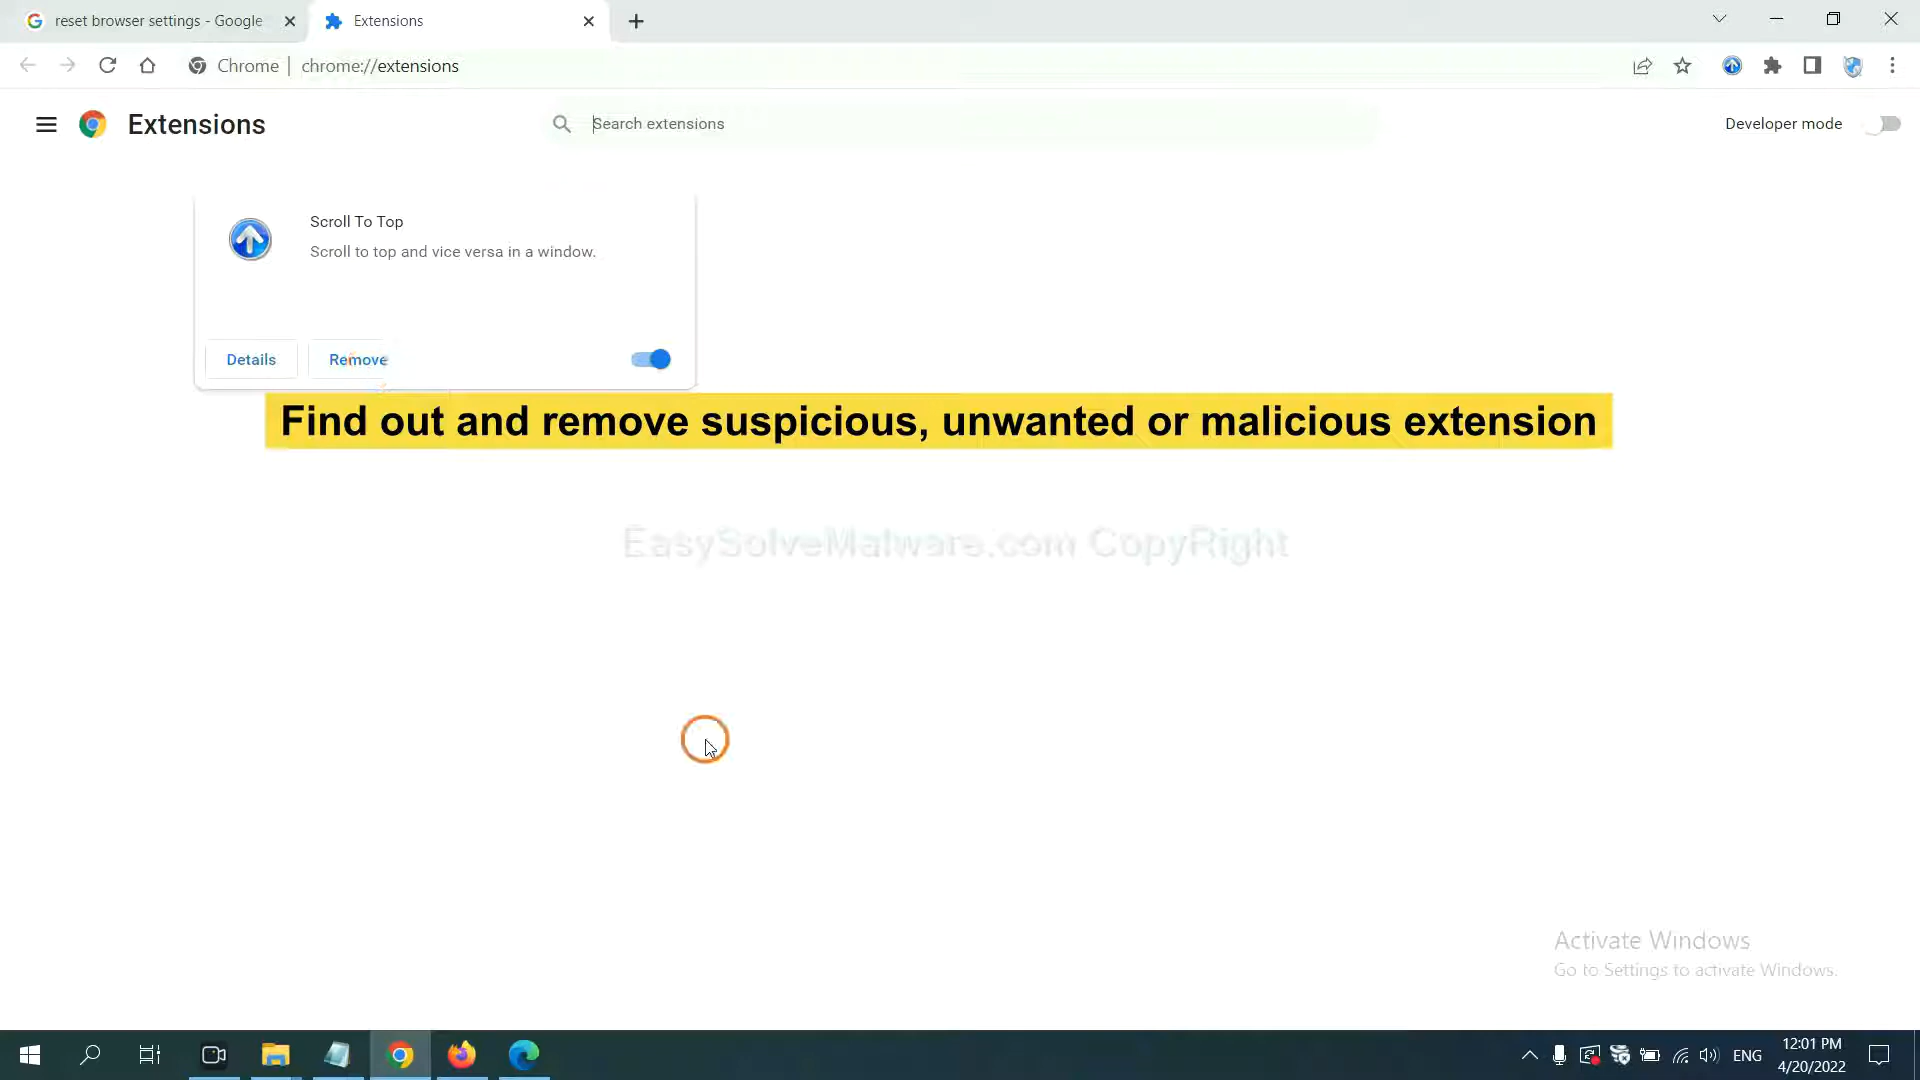 reset browser settings - Google
Extensions
Chrome | chrome://extensions
Extensions
Search extensions
Developer mode
Scroll To Top
Scroll to top and vice versa in a window.
Details
Remove
Find out and remove suspicious, unwanted or malicious extension
EasySolveMalware.com CopyRight
Activate Windows
Go to Settings to activate Windows.
ENG
12:01 PM
4/20/2022